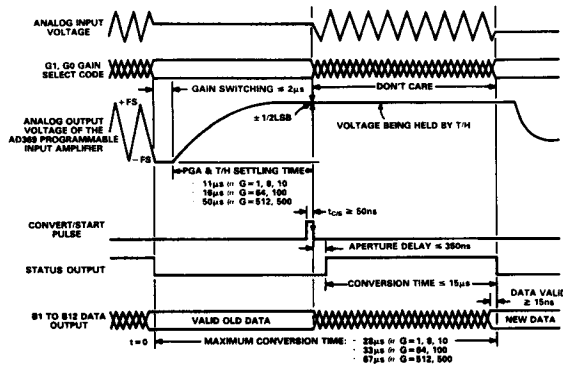 ANALOG INPUT
VOLTAGE
G1, G0 GAIN
SELECT CODE
GAIN SWITCHING ≤ 2μs
DON'T CARE
+FS
ANALOG OUTPUT
VOLTAGE OF THE
AD369 PROGRAMMABLE
INPUT AMPLIFIER
−FS
±1/2LSB
VOLTAGE BEING HELD BY T/H
PGA & T/H SETTLING TIME
· 11μs @ G = 1, 8, 10
· 16μs @ G = 64, 100
· 50μs @ G = 512, 500
tC/S ≥ 50ns
CONVERT/START
PULSE
APERTURE DELAY ≤ 350ns
STATUS OUTPUT
CONVERSION TIME ≤ 15μs
DATA VALID
≥ 15ns
B1 TO B12 DATA
OUTPUT
VALID OLD DATA
NEW DATA
t = 0
MAXIMUM CONVERSION TIME: · 28μs @ G = 1, 8, 10
· 33μs @ G = 64, 100
· 67μs @ G = 512, 500